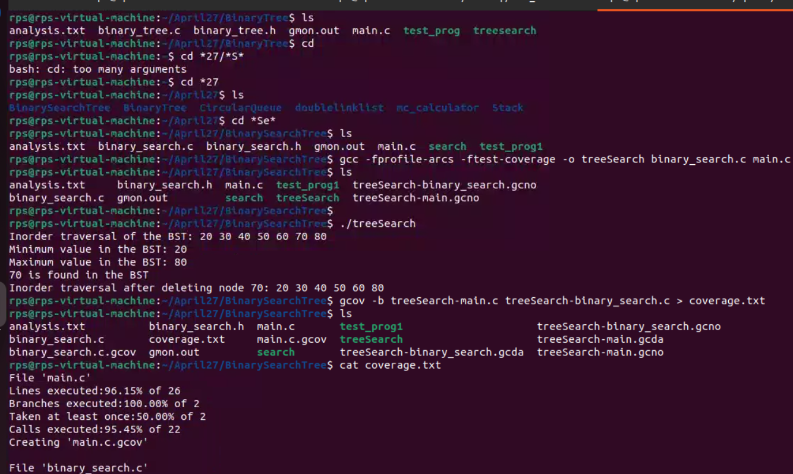 rps@rps-virtual-machine:~/April27/BinaryTree$ ls
analysis.txt  binary_tree.c  binary_tree.h  gmon.out  main.c  test_prog  treesearch
rps@rps-virtual-machine:~/April27/BinaryTree$ cd
rps@rps-virtual-machine:~$ cd *27/*S*
bash: cd: too many arguments
rps@rps-virtual-machine:~$ cd *27
rps@rps-virtual-machine:~/April27$ ls
BinarySearchTree  BinaryTree  CircularQueue  doublelinklist  mc_calculator  Stack
rps@rps-virtual-machine:~/April27$ cd *Se*
rps@rps-virtual-machine:~/April27/BinarySearchTree$ ls
analysis.txt  binary_search.c  binary_search.h  gmon.out  main.c  search  test_prog1
rps@rps-virtual-machine:~/April27/BinarySearchTree$ gcc -fprofile-arcs -ftest-coverage -o treeSearch binary_search.c main.c
rps@rps-virtual-machine:~/April27/BinarySearchTree$ ls
analysis.txt     binary_search.h  main.c  test_prog1  treeSearch-binary_search.gcno
binary_search.c  gmon.out         search  treeSearch  treeSearch-main.gcno
rps@rps-virtual-machine:~/April27/BinarySearchTree$
rps@rps-virtual-machine:~/April27/BinarySearchTree$ ./treeSearch
Inorder traversal of the BST: 20 30 40 50 60 70 80
Minimum value in the BST: 20
Maximum value in the BST: 80
70 is found in the BST
Inorder traversal after deleting node 70: 20 30 40 50 60 80
rps@rps-virtual-machine:~/April27/BinarySearchTree$ gcov -b treeSearch-main.c treeSearch-binary_search.c > coverage.txt
rps@rps-virtual-machine:~/April27/BinarySearchTree$ ls
analysis.txt          binary_search.h  main.c       test_prog1                     treeSearch-binary_search.gcno
binary_search.c       coverage.txt     main.c.gcov  treeSearch                     treeSearch-main.gcda
binary_search.c.gcov  gmon.out         search       treeSearch-binary_search.gcda  treeSearch-main.gcno
rps@rps-virtual-machine:~/April27/BinarySearchTree$ cat coverage.txt
File 'main.c'
Lines executed:96.15% of 26
Branches executed:100.00% of 2
Taken at least once:50.00% of 2
Calls executed:95.45% of 22
Creating 'main.c.gcov'
File 'binary_search.c'